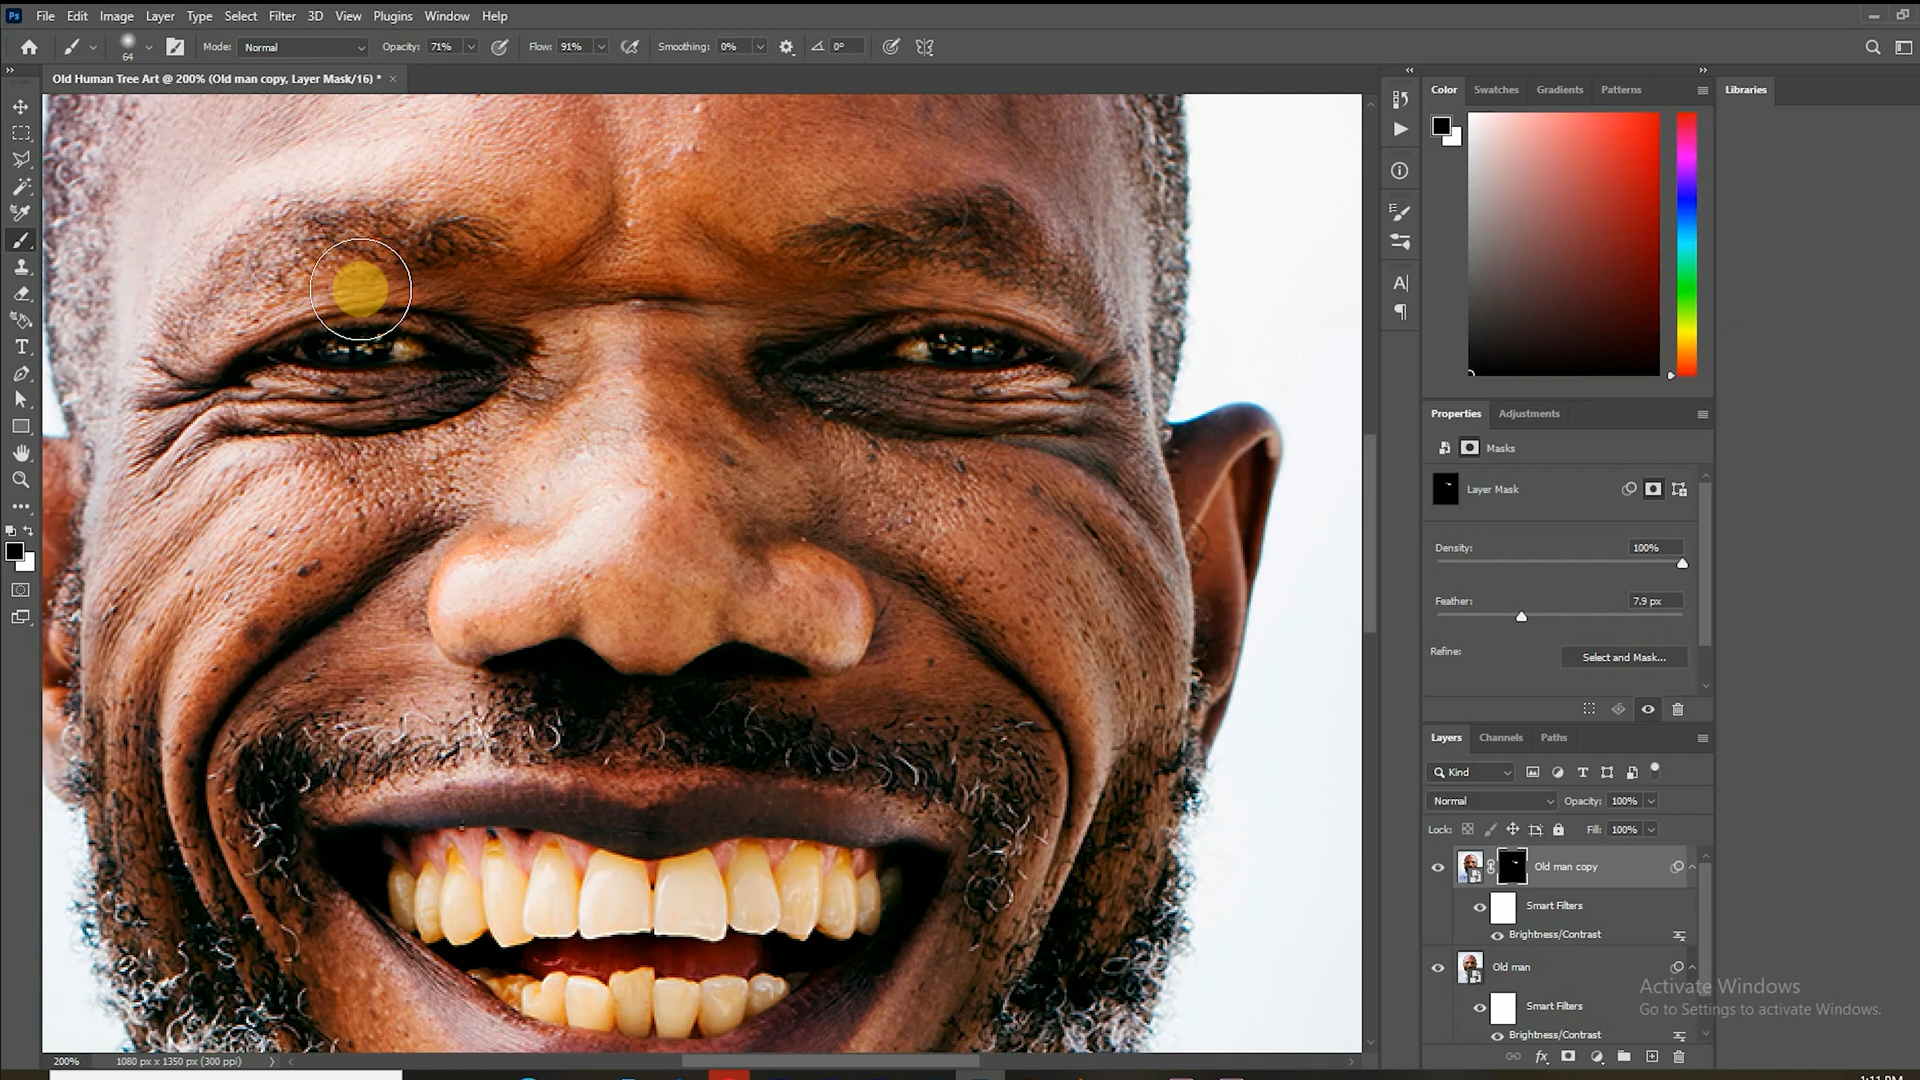 Ps File Edit Image Layer Type Select Filter 3D View Plugins Window Help
64 Mode: Normal Opacity: 71% Flow: 91% Smoothing: 0% 0°
Old Human Tree Art @ 200% (Old man copy, Layer Mask/16) * ×
Color Swatches Gradients Patterns Libraries
Properties Adjustments
Masks
Layer Mask
Density: 100%
Feather: 7.9 px
Refine: Select and Mask...
Layers Channels Paths
Kind
Normal Opacity: 100%
Lock: Fill: 100%
Old man copy
Smart Filters
Brightness/Contrast
Old man
Activate Windows
Go to Settings to activate Windows.
Smart Filters
Brightness/Contrast
200% 1080 px x 1350 px (300 ppi)